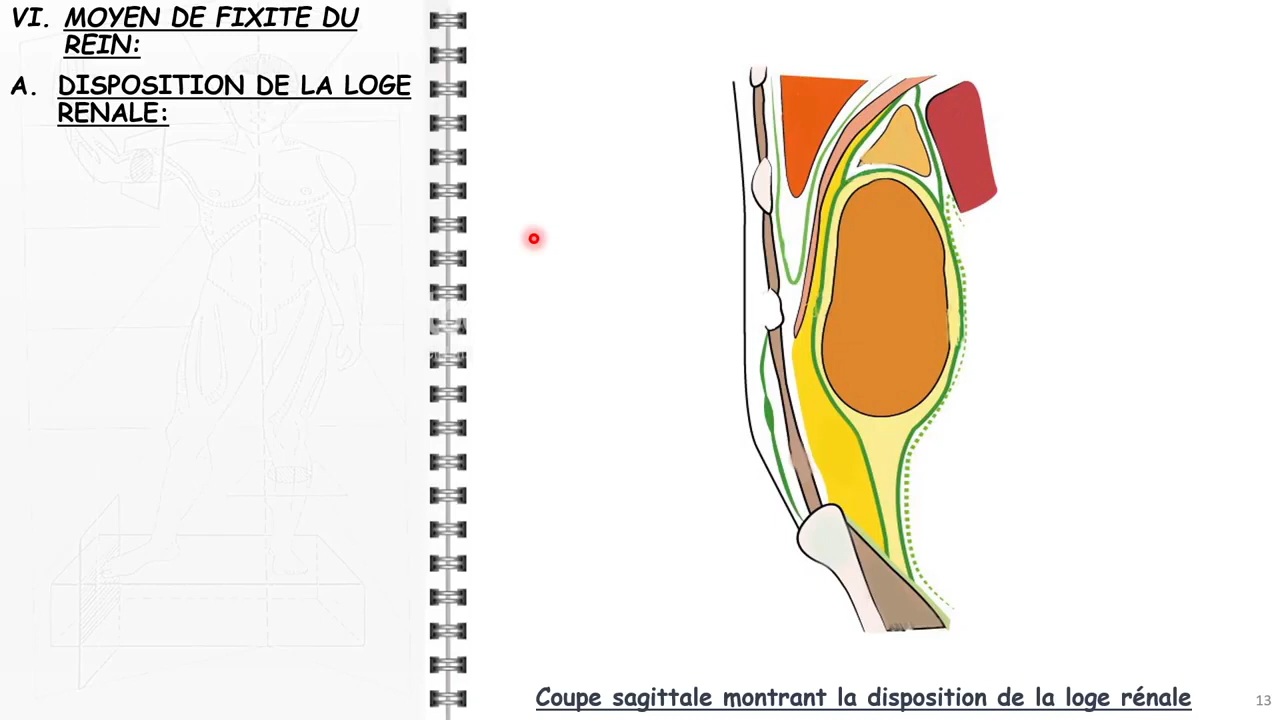 VI. MOYEN DE FIXITE DU
REIN:
A. DISPOSITION DE LA LOGE
RENALE:
Coupe sagittale montrant la disposition de la loge rénale
13